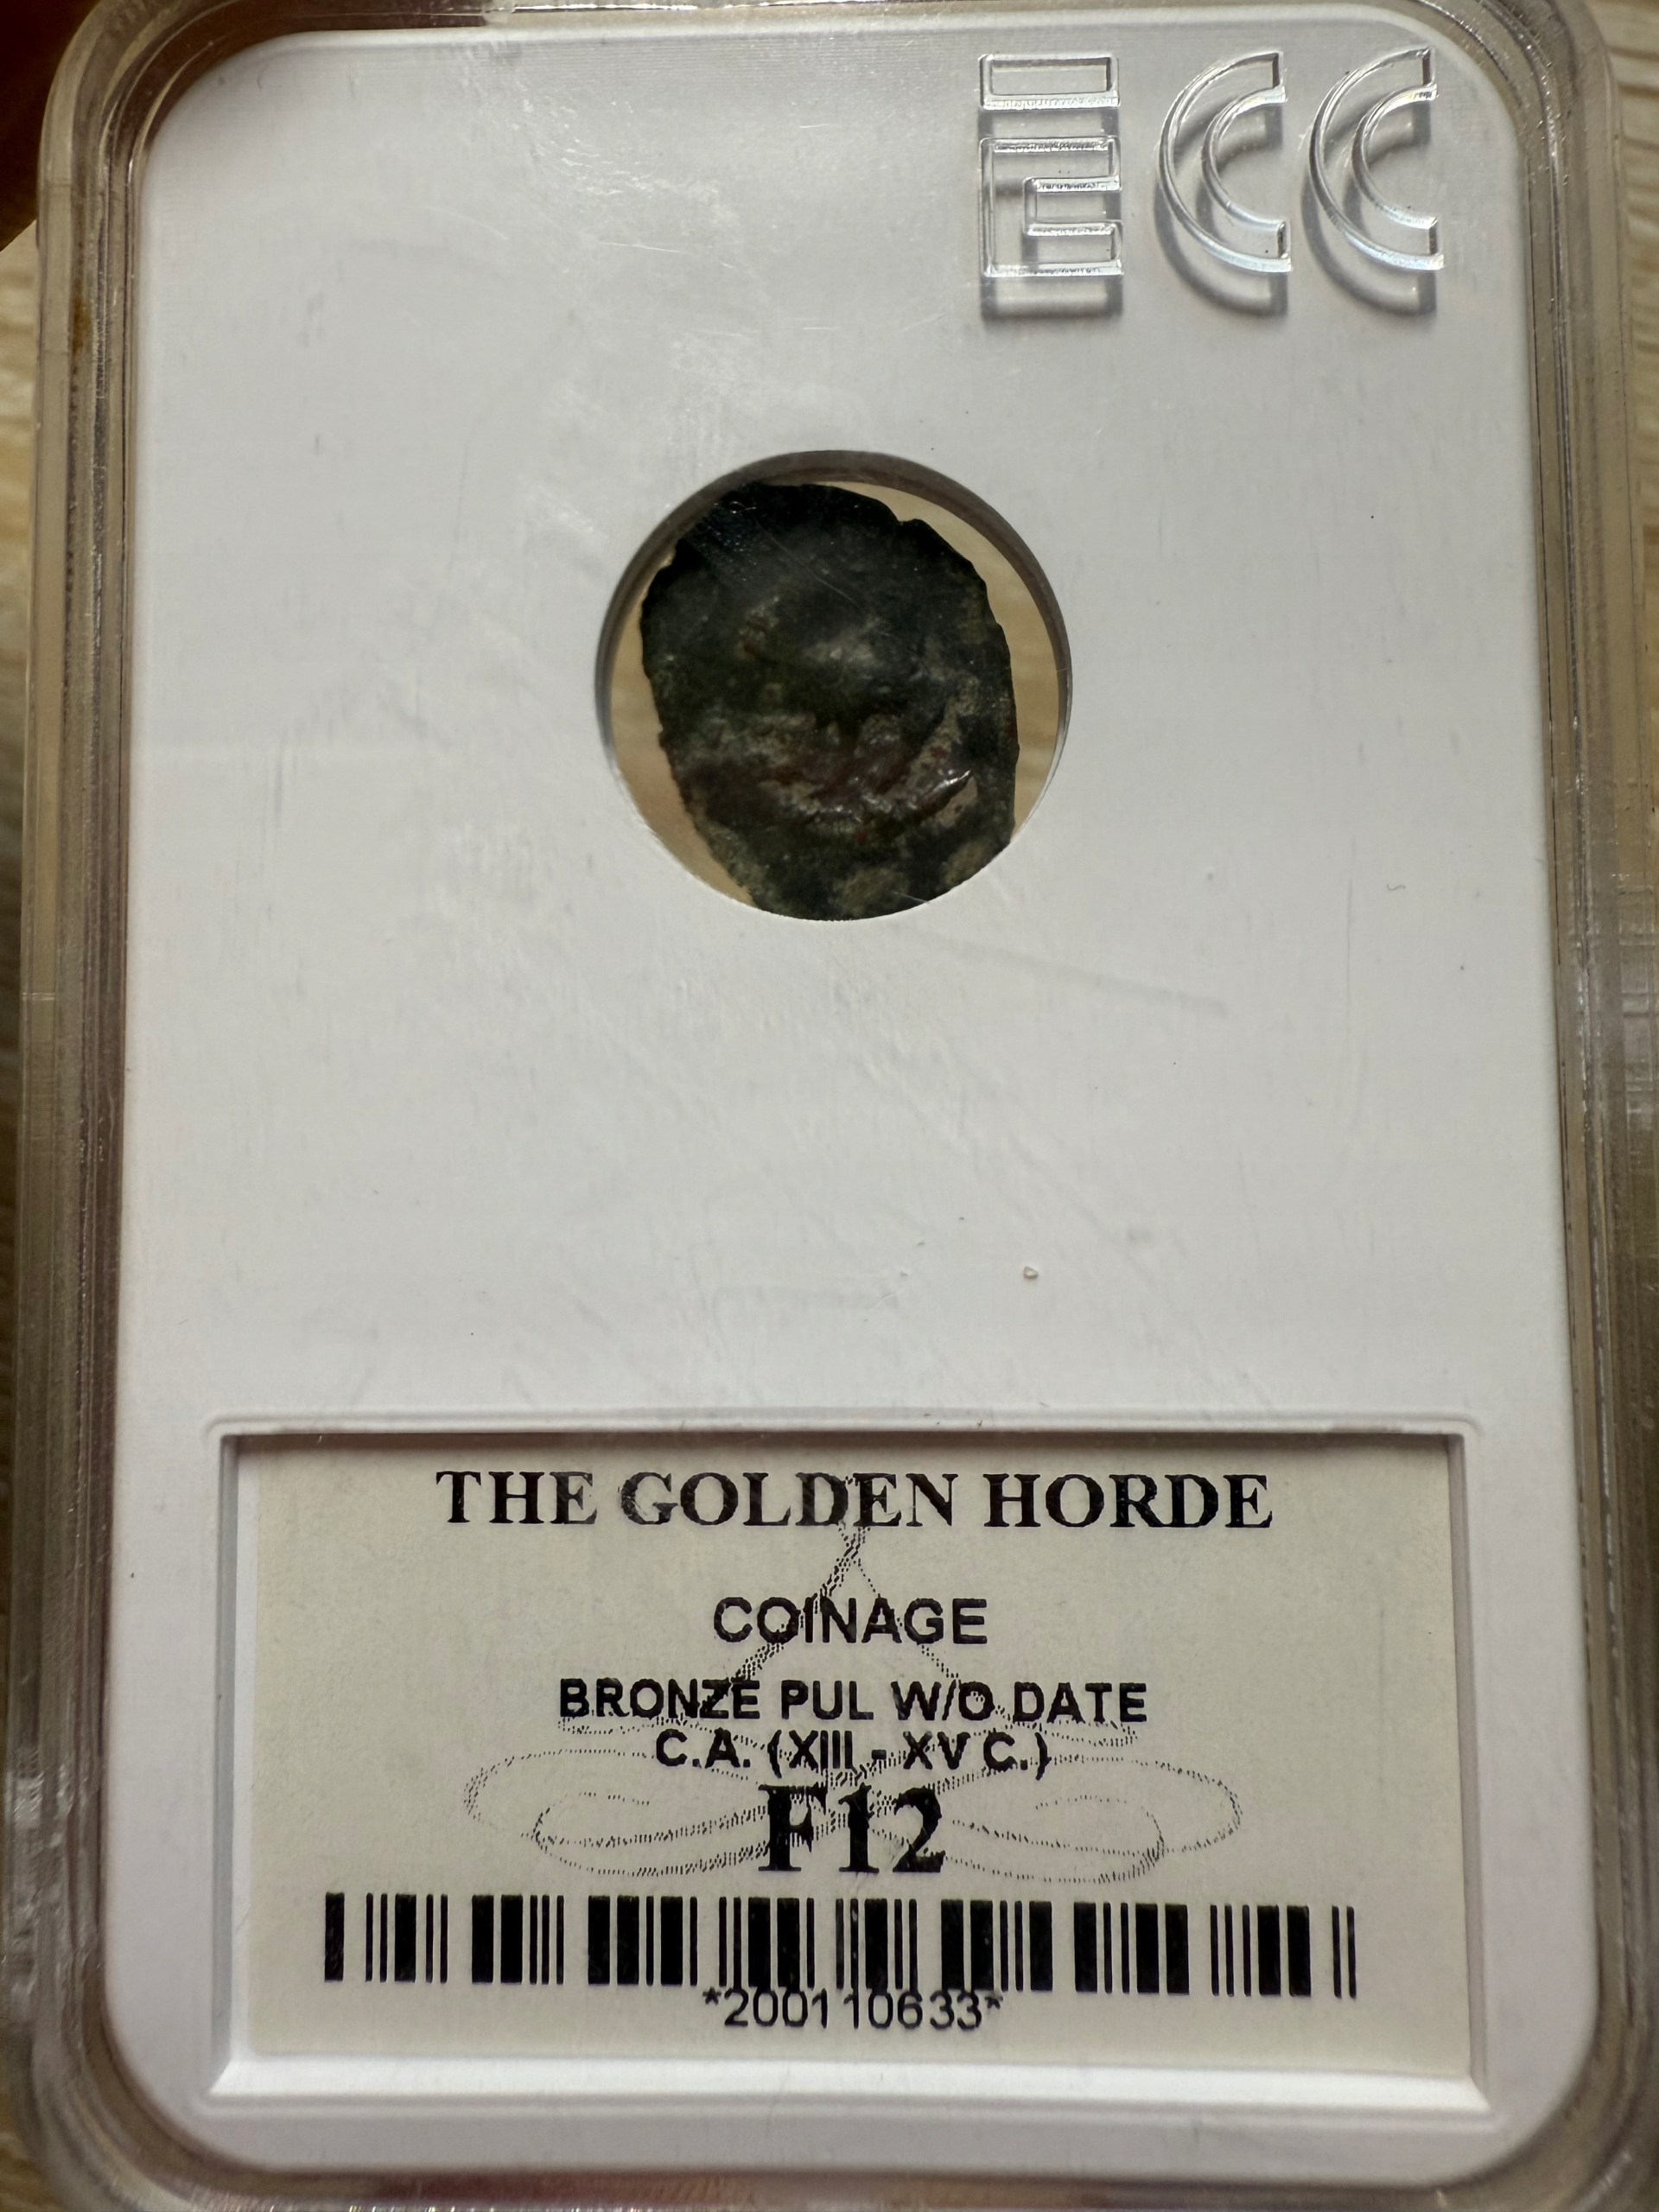 ECC
THE GOLDEN HORDE
COINAGE
BRONZE PUL W/O DATE
C.A. (XIII - XV C.)
F12
*200110633*